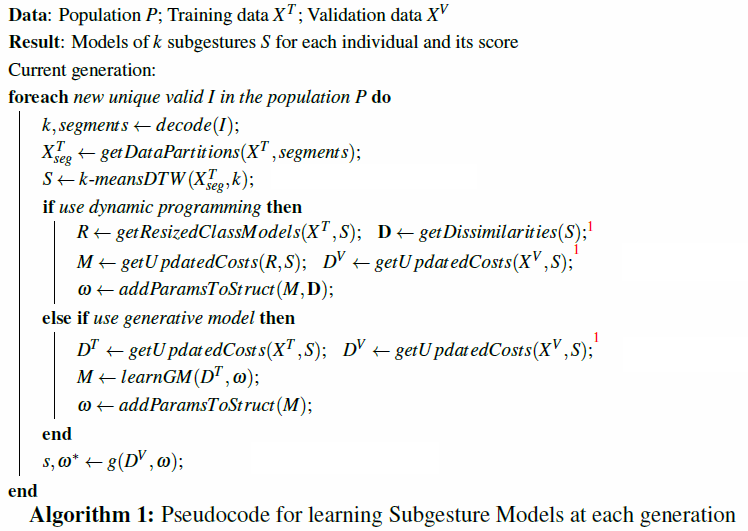 Data: Population P; Training data X^T; Validation data X^V
Result: Models of k subgestures S for each individual and its score
Current generation:
foreach new unique valid I in the population P do
k, segments ← decode(I);
X^T_seg ← getDataPartitions(X^T, segments);
S ← k-meansDTW(X^T_seg, k);
if use dynamic programming then
R ← getResizedClassModels(X^T, S); D ← getDissimilarities(S);^1
M ← getUpdatedCosts(R, S); D^V ← getUpdatedCosts(X^V, S);^1
ω ← addParamsToStruct(M, D);
else if use generative model then
D^T ← getUpdatedCosts(X^T, S); D^V ← getUpdatedCosts(X^V, S);^1
M ← learnGM(D^T, ω);
ω ← addParamsToStruct(M);
end
s, ω* ← g(D^V, ω);
end
Algorithm 1: Pseudocode for learning Subgesture Models at each generation